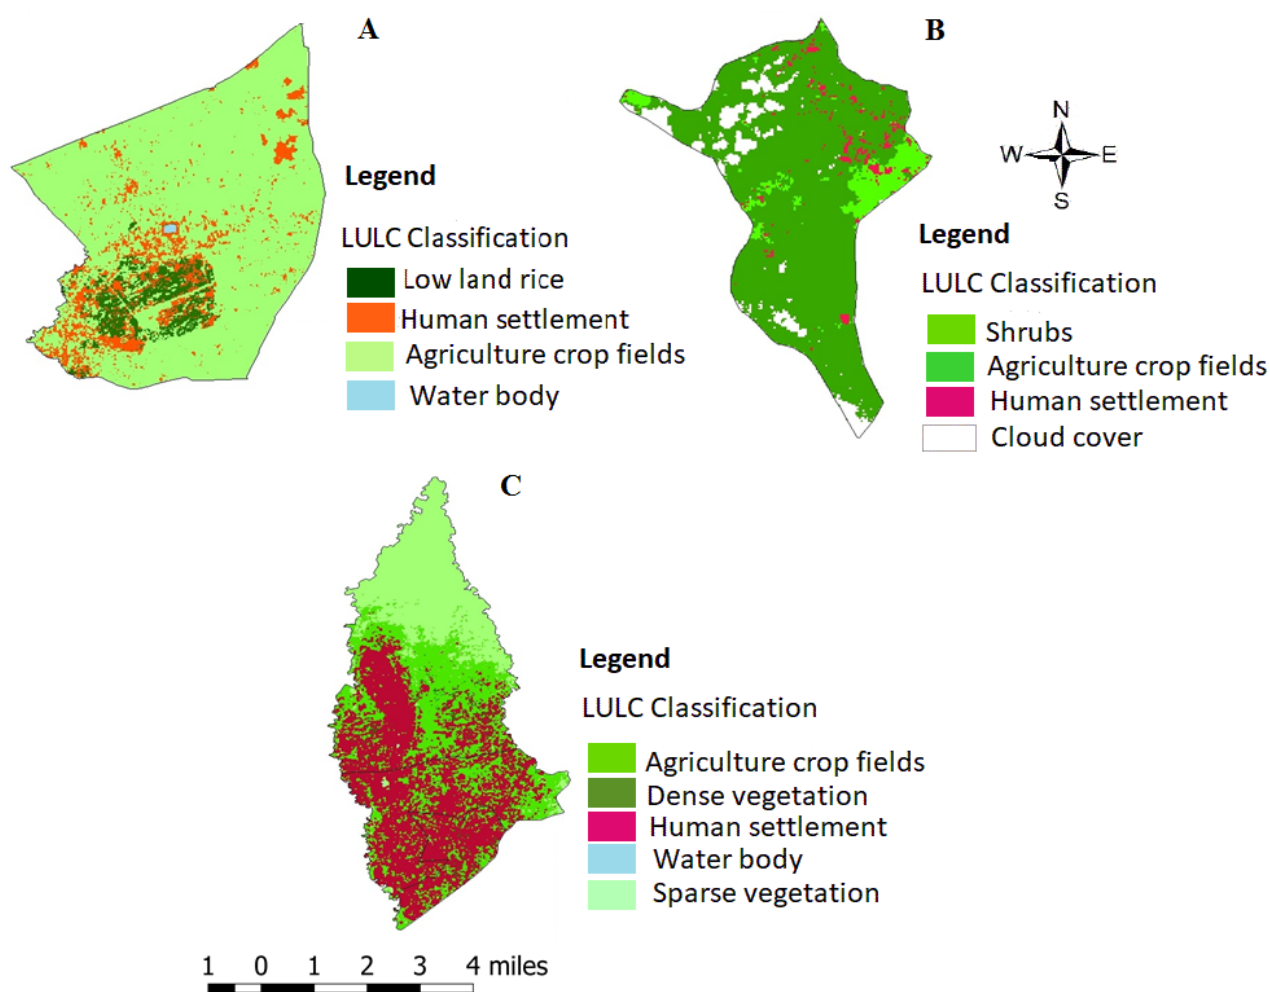 A
Legend
LULC Classification
Low land rice
Human settlement
Agriculture crop fields
Water body
B
N
W E
S
Legend
LULC Classification
Shrubs
Agriculture crop fields
Human settlement
Cloud cover
C
Legend
LULC Classification
Agriculture crop fields
Dense vegetation
Human settlement
Water body
Sparse vegetation
1 0 1 2 3 4 miles